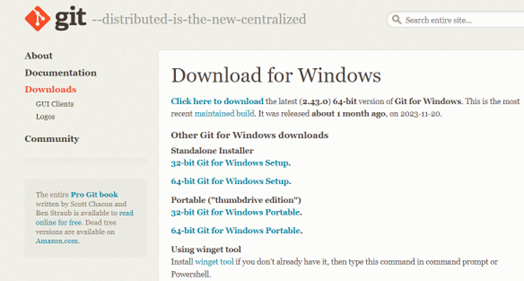 git --distributed-is-the-new-centralized
Search entire site...
About
Documentation
Downloads
GUI Clients
Logos
Community
The entire Pro Git book
written by Scott Chacon and
Ben Straub is available to read
online for free. Dead tree
versions are available on
Amazon.com.
Download for Windows
Click here to download the latest (2.43.0) 64-bit version of Git for Windows. This is the most
recent maintained build. It was released about 1 month ago, on 2023-11-20.
Other Git for Windows downloads
Standalone Installer
32-bit Git for Windows Setup.
64-bit Git for Windows Setup.
Portable ("thumbdrive edition")
32-bit Git for Windows Portable.
64-bit Git for Windows Portable.
Using winget tool
Install winget tool if you don't already have it, then type this command in command prompt or
Powershell.